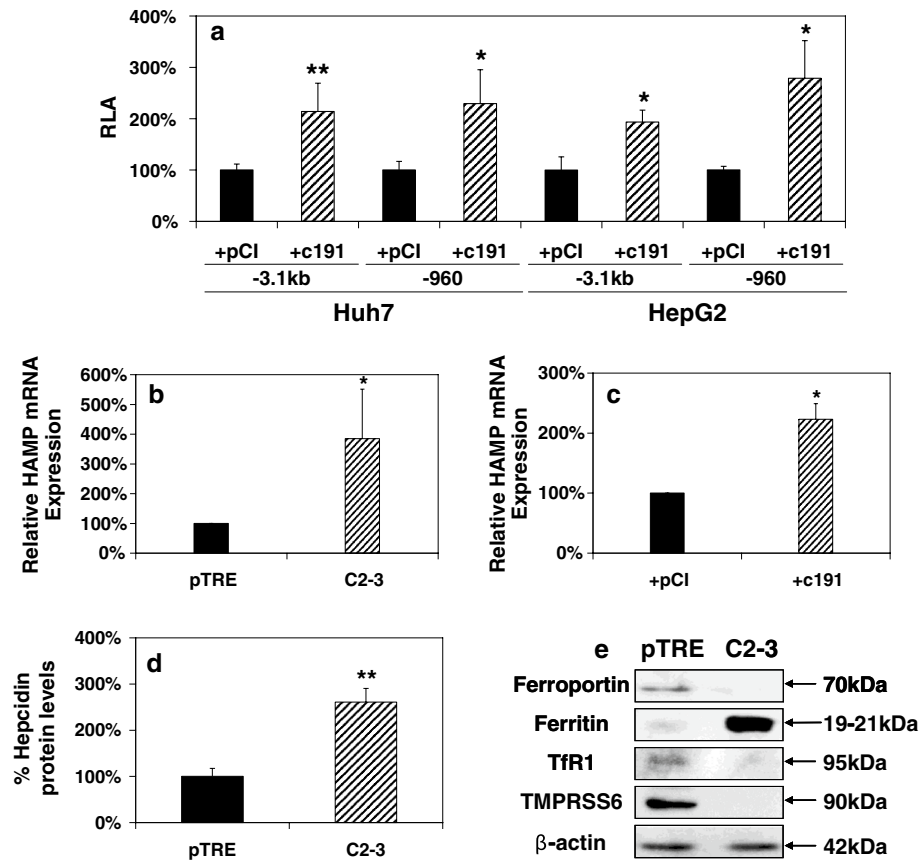 a
400%
300%
200%
100%
0%
RLA
** * * *
+pCI +c191 +pCI +c191 +pCI +c191 +pCI +c191
-3.1kb -960 -3.1kb -960
Huh7 HepG2
b
600%
500%
400%
300%
200%
100%
0%
Relative HAMP mRNA
Expression
*
pTRE C2-3
c
300%
200%
100%
0%
Relative HAMP mRNA
Expression
*
+pCI +c191
d
400%
300%
200%
100%
0%
% Hepcidin
protein levels
**
pTRE C2-3
e pTRE C2-3
Ferroportin 70kDa
Ferritin 19-21kDa
TfR1 95kDa
TMPRSS6 90kDa
β-actin 42kDa